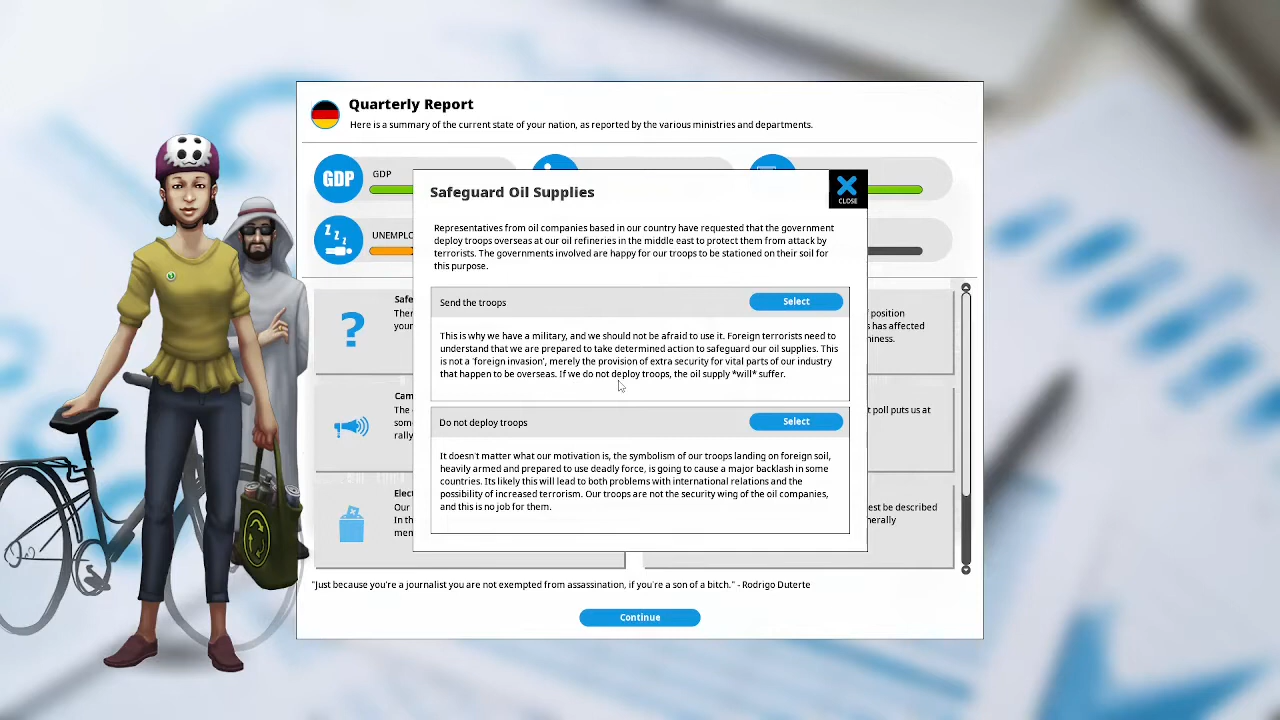 Quarterly Report
Here is a summary of the current state of your nation, as reported by the various ministries and departments.
GDP
GDP
UNEMPLO
Safeguard Oil Supplies
CLOSE
Representatives from oil companies based in our country have requested that the government
deploy troops overseas at our oil refineries in the middle east to protect them from attack by
terrorists. The governments involved are happy for our troops to be stationed on their soil for
this purpose.
Send the troops
Select
This is why we have a military, and we should not be afraid to use it. Foreign terrorists need to
understand that we are prepared to take determined action to safeguard our oil supplies. This
is not a 'foreign invasion', merely the provision of extra security for vital parts of our industry
that happen to be overseas. If we do not deploy troops, the oil supply *will* suffer.
Do not deploy troops
Select
It doesn't matter what our motivation is, the symbolism of our troops landing on foreign soil,
heavily armed and prepared to use deadly force, is going to cause a major backlash in some
countries. Its likely this will lead to both problems with international relations and the
possibility of increased terrorism. Our troops are not the security wing of the oil companies,
and this is no job for them.
Safe
Ther
your
position
s has affected
iness.
?
Cam
The
som
rally
t poll puts us at
Elect
Our
In th
mem
est be described
nerally
"Just because you're a journalist you are not exempted from assassination, if you're a son of a bitch." - Rodrigo Duterte
Continue